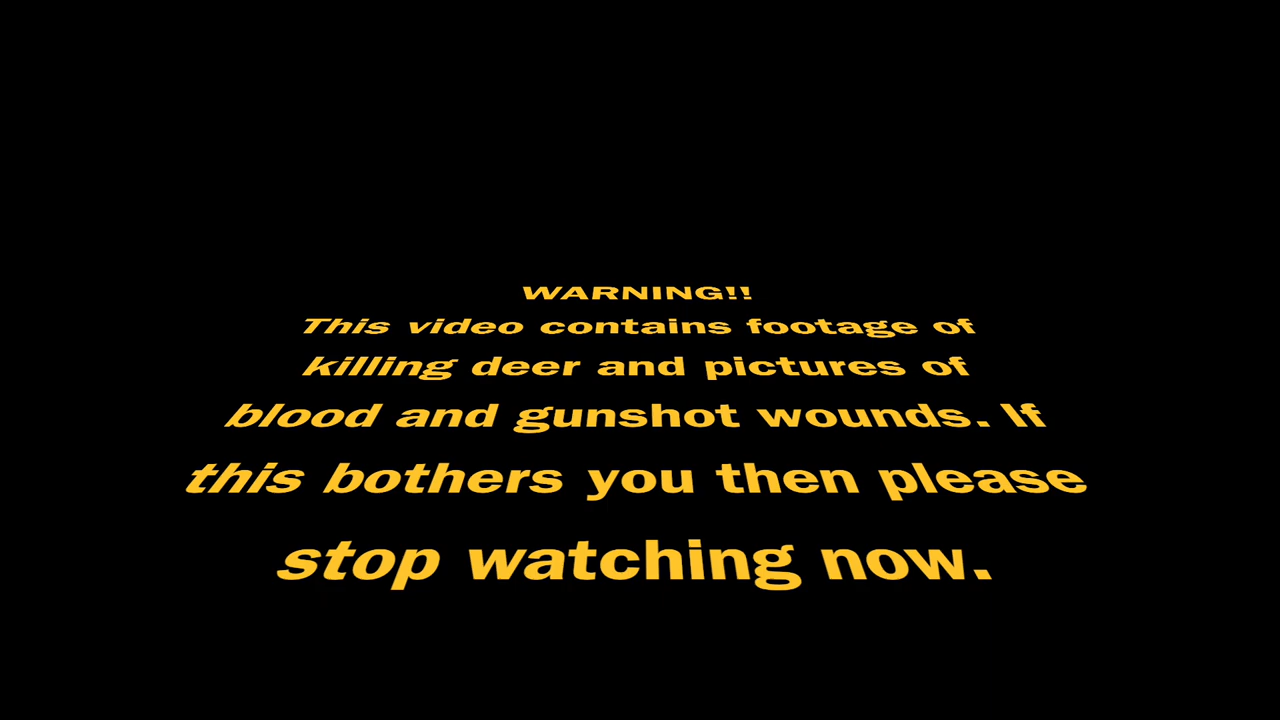 WARNING!!
This video contains footage of
killing deer and pictures of
blood and gunshot wounds. If
this bothers you then please
stop watching now.